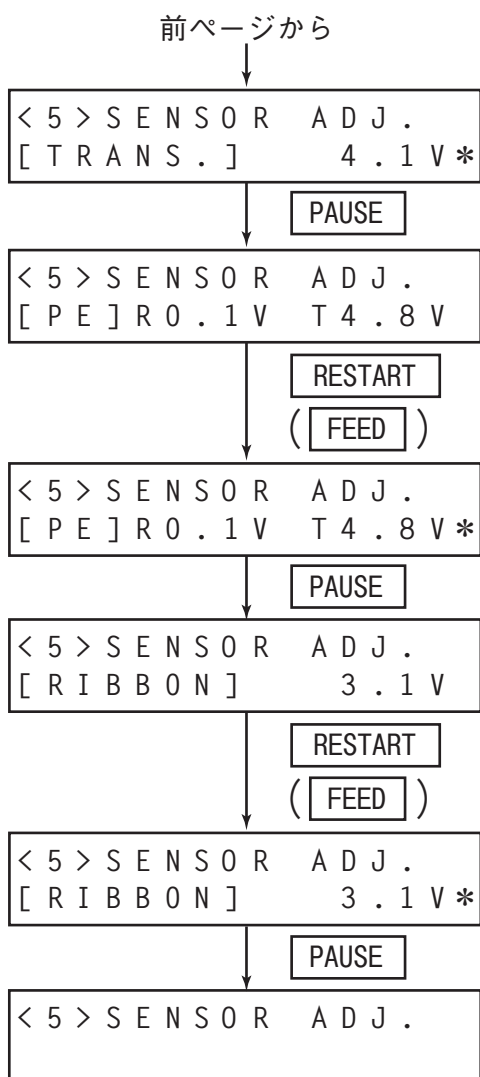 前ページから
<5>SENSOR ADJ.
[TRANS.] 4.1V*
PAUSE
<5>SENSOR ADJ.
[PE]R0.1V T4.8V
RESTART
(FEED)
<5>SENSOR ADJ.
[PE]R0.1V T4.8V*
PAUSE
<5>SENSOR ADJ.
[RIBBON] 3.1V
RESTART
(FEED)
<5>SENSOR ADJ.
[RIBBON] 3.1V*
PAUSE
<5>SENSOR ADJ.